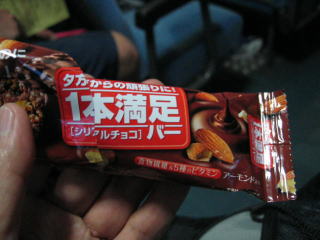 夕方からの頑張りに!
1本満足
[シリアルチョコ]バー
食物繊維&5種のビタミン
アーモンド